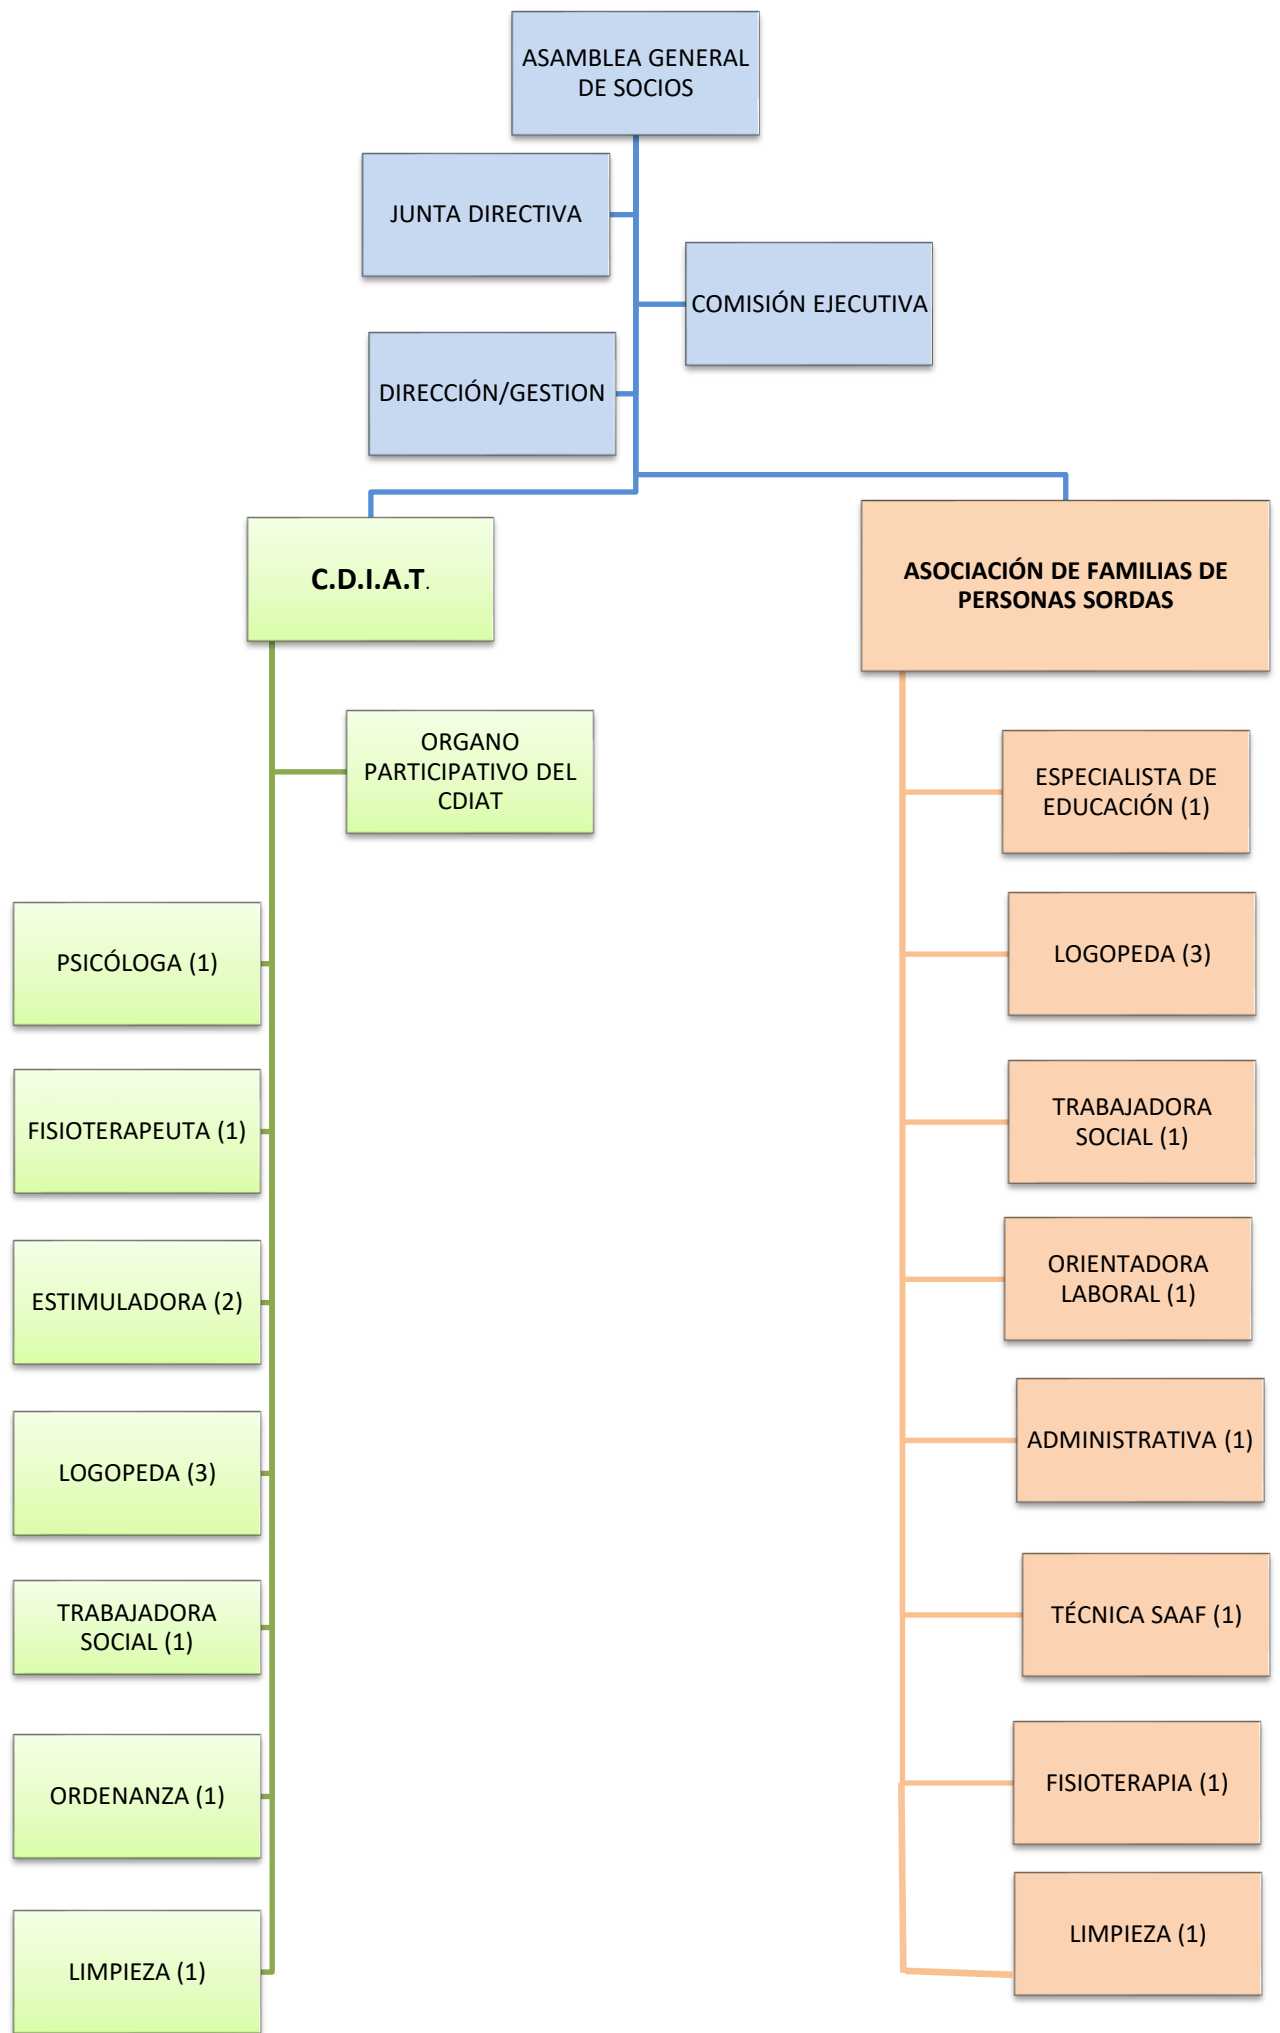 ASAMBLEA GENERAL
DE SOCIOS
JUNTA DIRECTIVA
COMISIÓN EJECUTIVA
DIRECCIÓN/GESTION
C.D.I.A.T.
ORGANO
PARTICIPATIVO DEL
CDIAT
PSICÓLOGA (1)
FISIOTERAPEUTA (1)
ESTIMULADORA (2)
LOGOPEDA (3)
TRABAJADORA
SOCIAL (1)
ORDENANZA (1)
LIMPIEZA (1)
ASOCIACIÓN DE FAMILIAS DE
PERSONAS SORDAS
ESPECIALISTA DE
EDUCACIÓN (1)
LOGOPEDA (3)
TRABAJADORA
SOCIAL (1)
ORIENTADORA
LABORAL (1)
ADMINISTRATIVA (1)
TÉCNICA SAAF (1)
FISIOTERAPIA (1)
LIMPIEZA (1)